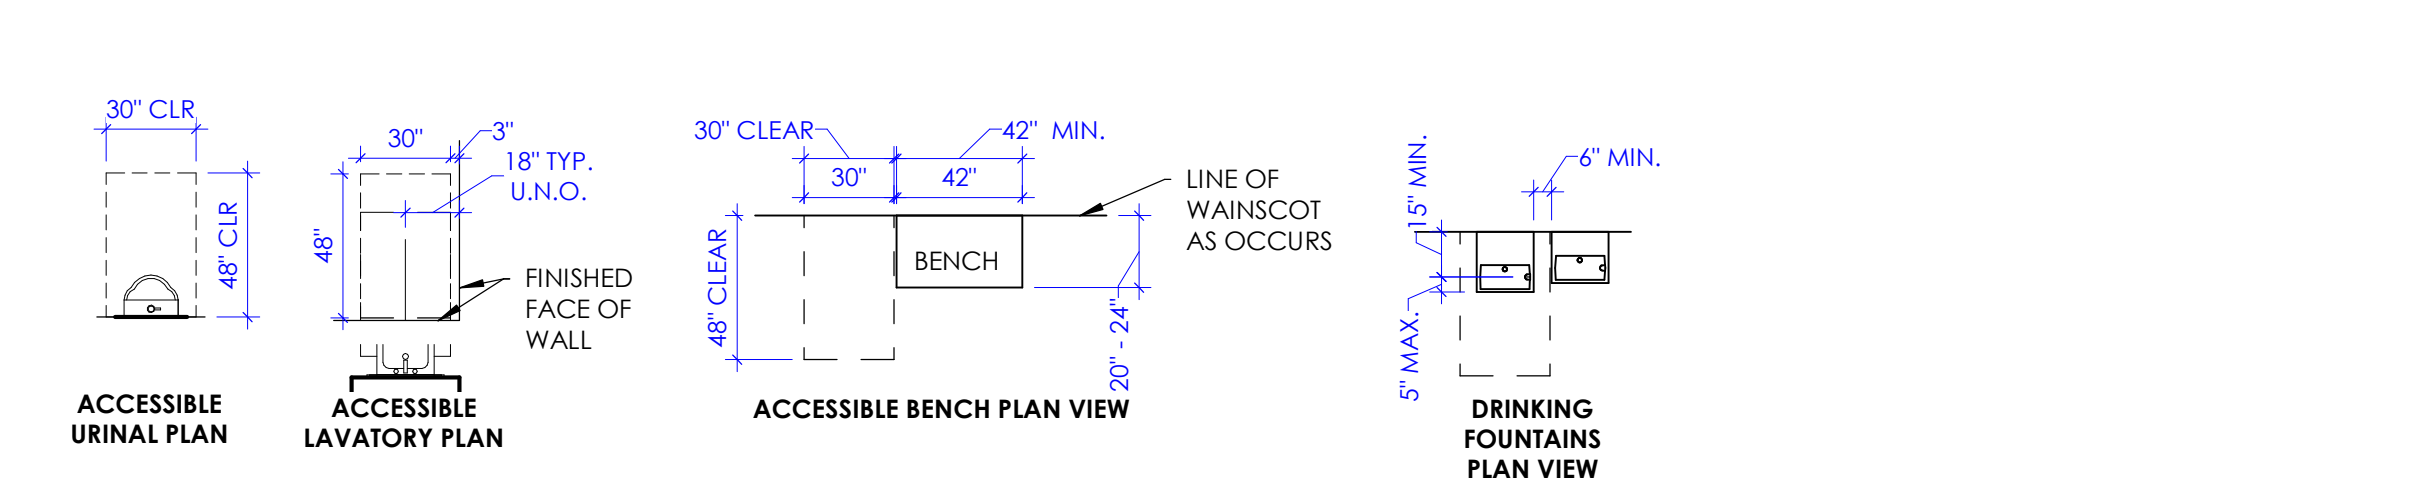 30" CLR
48" CLR
ACCESSIBLE
URINAL PLAN
30"
3"
18" TYP.
U.N.O.
48"
FINISHED
FACE OF
WALL
ACCESSIBLE
LAVATORY PLAN
30" CLEAR
42" MIN.
30"
42"
LINE OF
WAINSCOT
AS OCCURS
48" CLEAR
BENCH
20" - 24"
ACCESSIBLE BENCH PLAN VIEW
15" MIN.
6" MIN.
5" MAX.
DRINKING
FOUNTAINS
PLAN VIEW